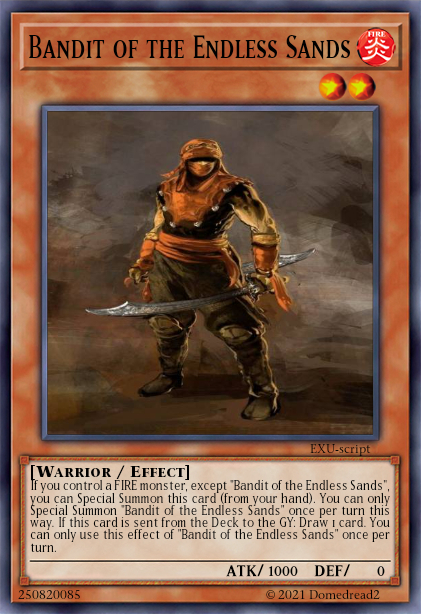 Bandit of the Endless Sands
FIRE
炎
EXU-script
[Warrior / Effect]
If you control a FIRE monster, except "Bandit of the Endless Sands",
you can Special Summon this card (from your hand). You can only
Special Summon "Bandit of the Endless Sands" once per turn this
way. If this card is sent from the Deck to the GY: Draw 1 card. You
can only use this effect of "Bandit of the Endless Sands" once per
turn.
ATK/ 1000 DEF/ 0
250820085 © 2021 Domedread2